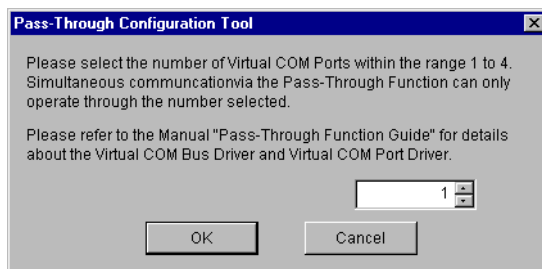 Pass-Through Configuration Tool
Please select the number of Virtual COM Ports within the range 1 to 4.
Simultaneous communcationvia the Pass-Through Function can only
operate through the number selected.
Please refer to the Manual "Pass-Through Function Guide" for details
about the Virtual COM Bus Driver and Virtual COM Port Driver.
1
OK Cancel